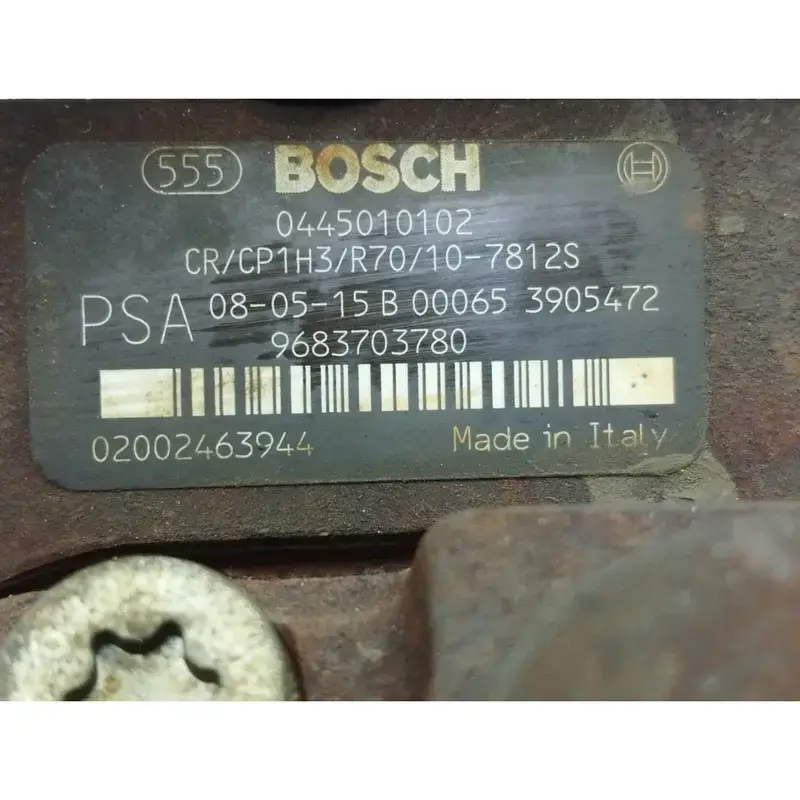 555 BOSCH
0445010102
CR/CP1H3/R70/10-7812S
PSA 08-05-15 B 00065 3905472
9683703780
02002463944 Made in Italy